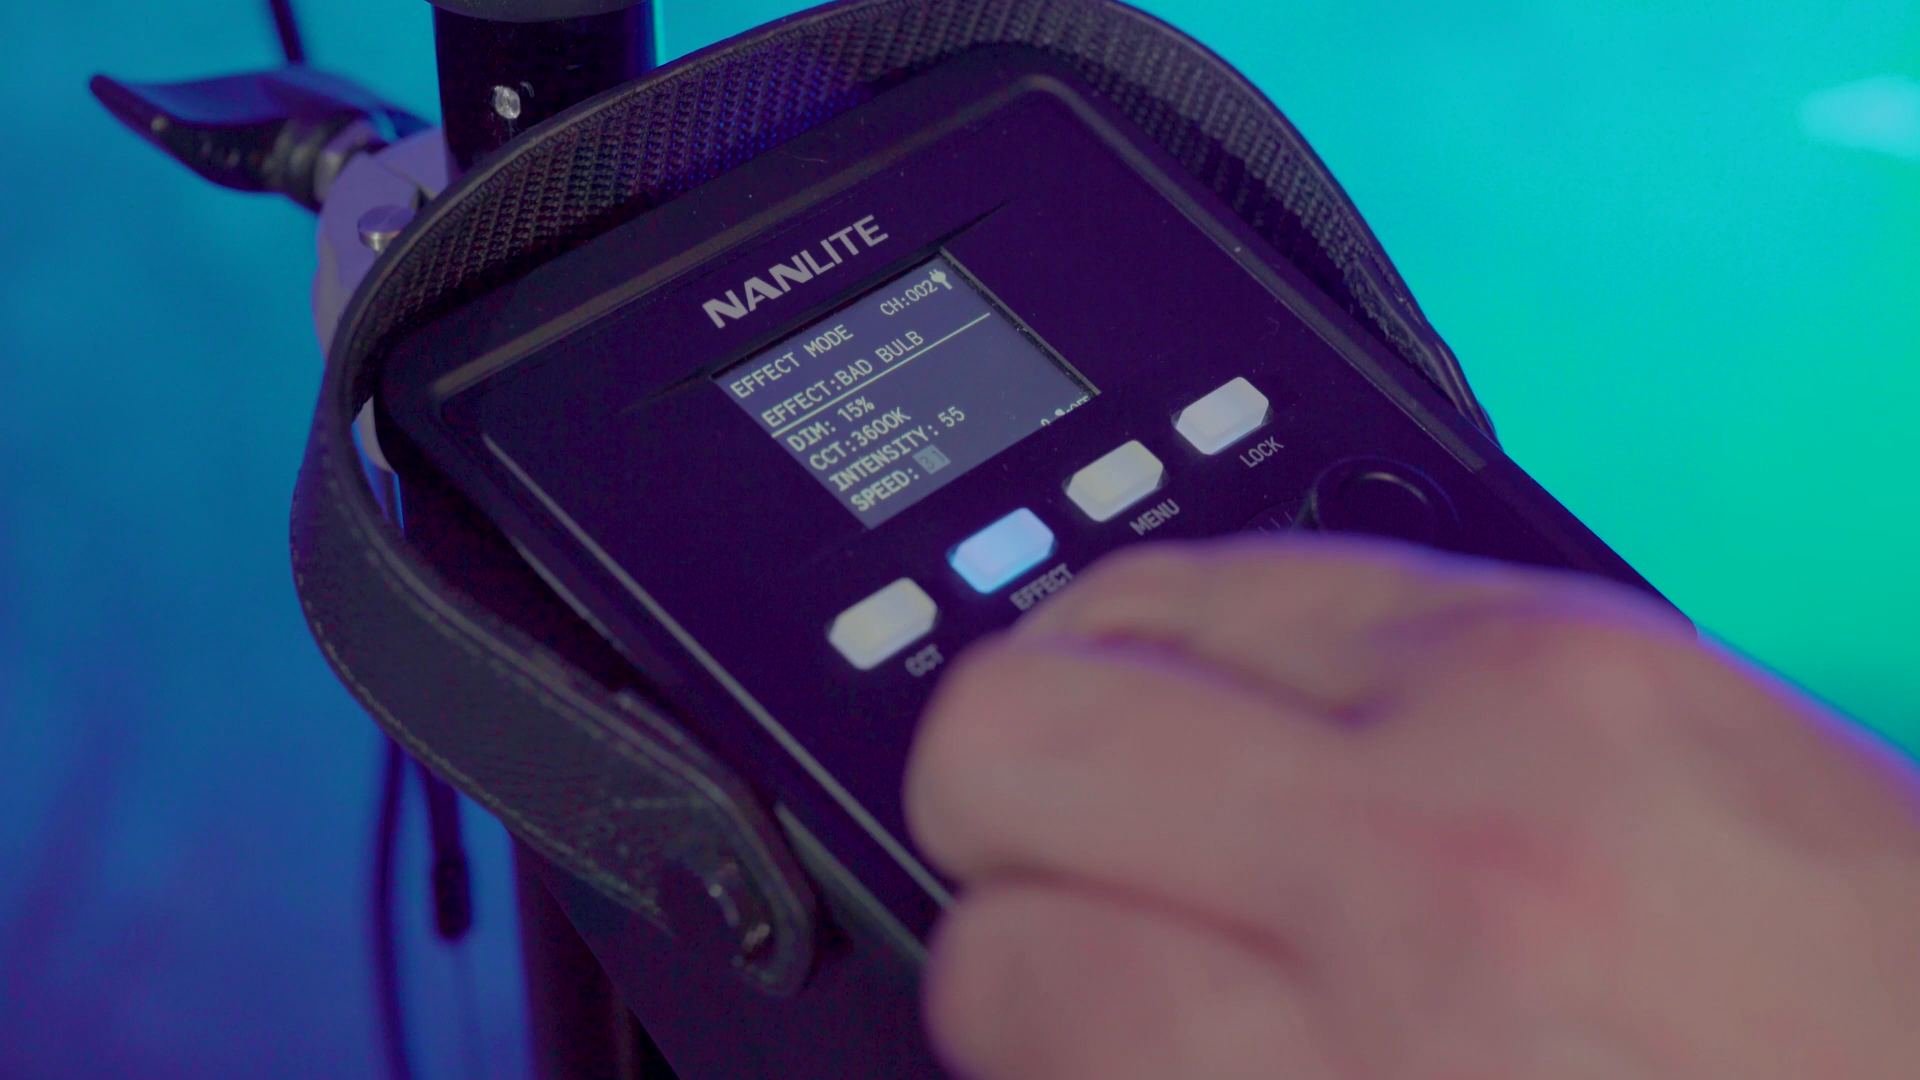 NANLITE
EFFECT MODE CH:002
EFFECT:BAD BULB
DIM: 15%
CCT:3600K
INTENSITY: 55
SPEED: 31
LOCK
MENU
EFFECT
CCT